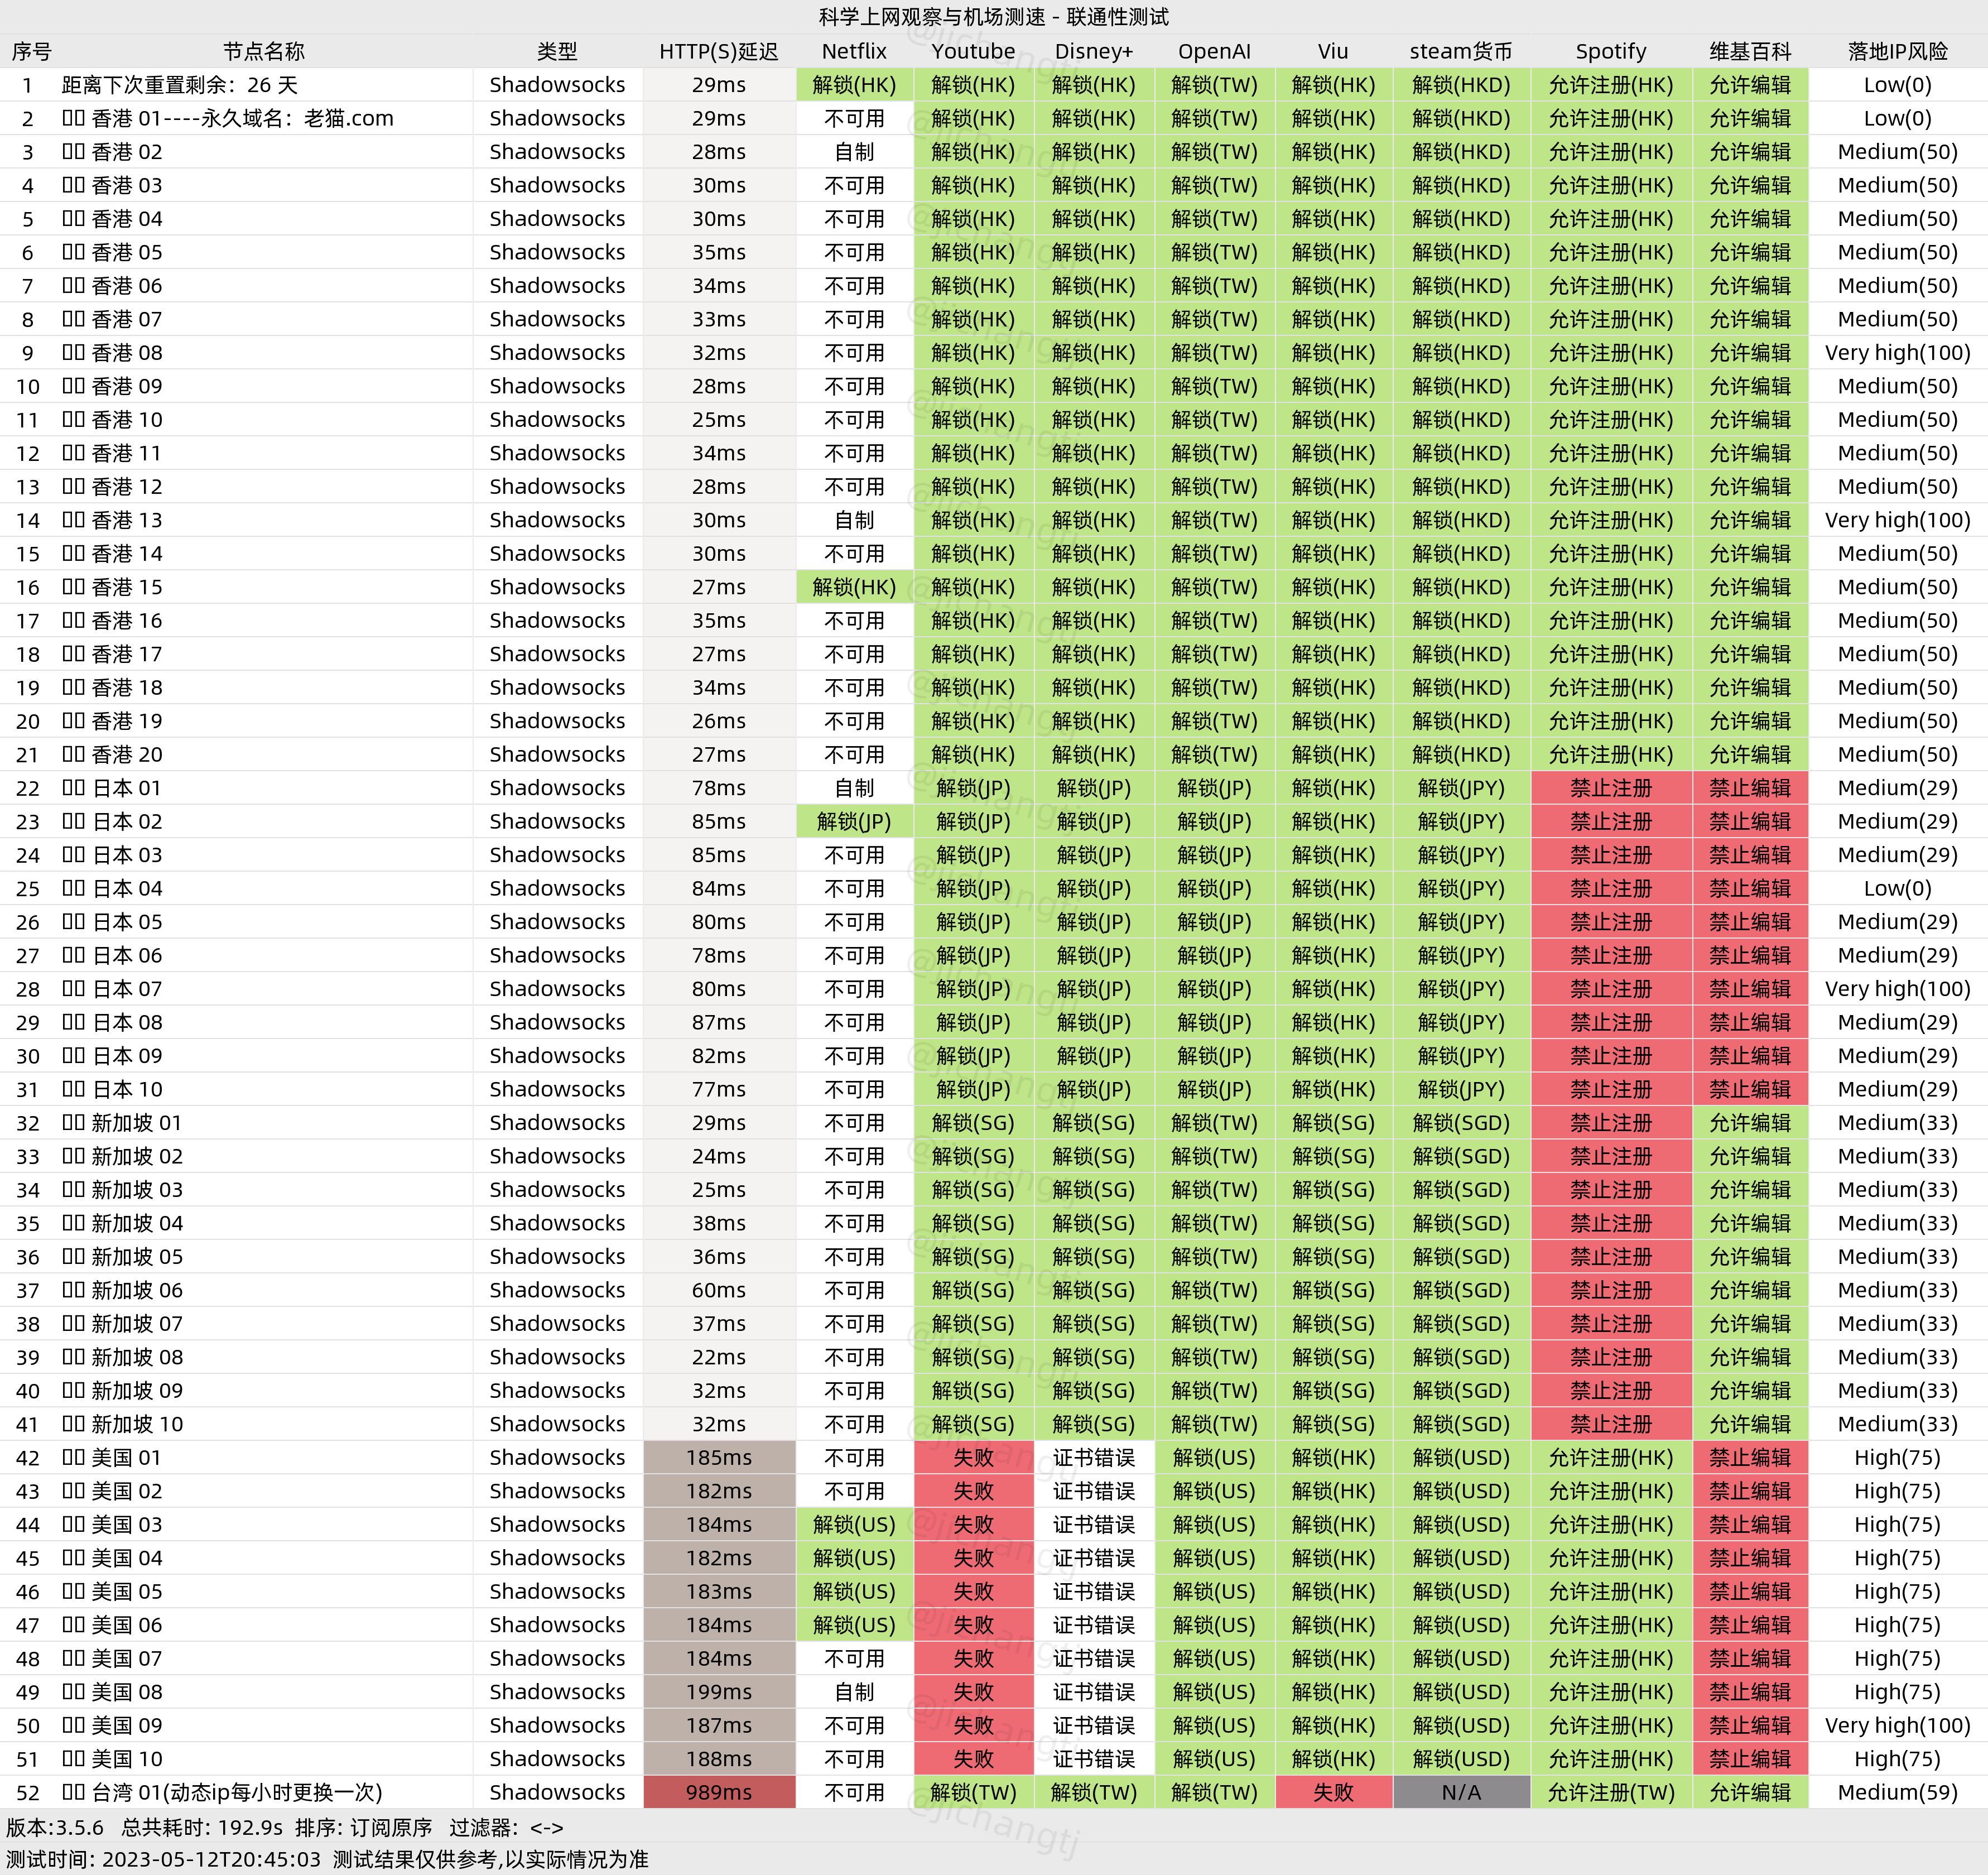 科学上网观察与机场测速 - 联通性测试
序号 节点名称 类型 HTTP(S)延迟 Netflix Youtube Disney+ OpenAI Viu steam货币 Spotify 维基百科 落地IP风险
1 距离下次重置剩余：26 天 Shadowsocks 29ms 解锁(HK) 解锁(HK) 解锁(HK) 解锁(TW) 解锁(HK) 解锁(HKD) 允许注册(HK) 允许编辑 Low(0)
2 香港 01----永久域名：老猫.com Shadowsocks 29ms 不可用 解锁(HK) 解锁(HK) 解锁(TW) 解锁(HK) 解锁(HKD) 允许注册(HK) 允许编辑 Low(0)
3 香港 02 Shadowsocks 28ms 自制 解锁(HK) 解锁(HK) 解锁(TW) 解锁(HK) 解锁(HKD) 允许注册(HK) 允许编辑 Medium(50)
4 香港 03 Shadowsocks 30ms 不可用 解锁(HK) 解锁(HK) 解锁(TW) 解锁(HK) 解锁(HKD) 允许注册(HK) 允许编辑 Medium(50)
5 香港 04 Shadowsocks 30ms 不可用 解锁(HK) 解锁(HK) 解锁(TW) 解锁(HK) 解锁(HKD) 允许注册(HK) 允许编辑 Medium(50)
6 香港 05 Shadowsocks 35ms 不可用 解锁(HK) 解锁(HK) 解锁(TW) 解锁(HK) 解锁(HKD) 允许注册(HK) 允许编辑 Medium(50)
7 香港 06 Shadowsocks 34ms 不可用 解锁(HK) 解锁(HK) 解锁(TW) 解锁(HK) 解锁(HKD) 允许注册(HK) 允许编辑 Medium(50)
8 香港 07 Shadowsocks 33ms 不可用 解锁(HK) 解锁(HK) 解锁(TW) 解锁(HK) 解锁(HKD) 允许注册(HK) 允许编辑 Medium(50)
9 香港 08 Shadowsocks 32ms 不可用 解锁(HK) 解锁(HK) 解锁(TW) 解锁(HK) 解锁(HKD) 允许注册(HK) 允许编辑 Very high(100)
10 香港 09 Shadowsocks 28ms 不可用 解锁(HK) 解锁(HK) 解锁(TW) 解锁(HK) 解锁(HKD) 允许注册(HK) 允许编辑 Medium(50)
11 香港 10 Shadowsocks 25ms 不可用 解锁(HK) 解锁(HK) 解锁(TW) 解锁(HK) 解锁(HKD) 允许注册(HK) 允许编辑 Medium(50)
12 香港 11 Shadowsocks 34ms 不可用 解锁(HK) 解锁(HK) 解锁(TW) 解锁(HK) 解锁(HKD) 允许注册(HK) 允许编辑 Medium(50)
13 香港 12 Shadowsocks 28ms 不可用 解锁(HK) 解锁(HK) 解锁(TW) 解锁(HK) 解锁(HKD) 允许注册(HK) 允许编辑 Medium(50)
14 香港 13 Shadowsocks 30ms 自制 解锁(HK) 解锁(HK) 解锁(TW) 解锁(HK) 解锁(HKD) 允许注册(HK) 允许编辑 Very high(100)
15 香港 14 Shadowsocks 30ms 不可用 解锁(HK) 解锁(HK) 解锁(TW) 解锁(HK) 解锁(HKD) 允许注册(HK) 允许编辑 Medium(50)
16 香港 15 Shadowsocks 27ms 解锁(HK) 解锁(HK) 解锁(HK) 解锁(TW) 解锁(HK) 解锁(HKD) 允许注册(HK) 允许编辑 Medium(50)
17 香港 16 Shadowsocks 35ms 不可用 解锁(HK) 解锁(HK) 解锁(TW) 解锁(HK) 解锁(HKD) 允许注册(HK) 允许编辑 Medium(50)
18 香港 17 Shadowsocks 27ms 不可用 解锁(HK) 解锁(HK) 解锁(TW) 解锁(HK) 解锁(HKD) 允许注册(HK) 允许编辑 Medium(50)
19 香港 18 Shadowsocks 34ms 不可用 解锁(HK) 解锁(HK) 解锁(TW) 解锁(HK) 解锁(HKD) 允许注册(HK) 允许编辑 Medium(50)
20 香港 19 Shadowsocks 26ms 不可用 解锁(HK) 解锁(HK) 解锁(TW) 解锁(HK) 解锁(HKD) 允许注册(HK) 允许编辑 Medium(50)
21 香港 20 Shadowsocks 27ms 不可用 解锁(HK) 解锁(HK) 解锁(TW) 解锁(HK) 解锁(HKD) 允许注册(HK) 允许编辑 Medium(50)
22 日本 01 Shadowsocks 78ms 自制 解锁(JP) 解锁(JP) 解锁(JP) 解锁(HK) 解锁(JPY) 禁止注册 禁止编辑 Medium(29)
23 日本 02 Shadowsocks 85ms 解锁(JP) 解锁(JP) 解锁(JP) 解锁(JP) 解锁(HK) 解锁(JPY) 禁止注册 禁止编辑 Medium(29)
24 日本 03 Shadowsocks 85ms 不可用 解锁(JP) 解锁(JP) 解锁(JP) 解锁(HK) 解锁(JPY) 禁止注册 禁止编辑 Medium(29)
25 日本 04 Shadowsocks 84ms 不可用 解锁(JP) 解锁(JP) 解锁(JP) 解锁(HK) 解锁(JPY) 禁止注册 禁止编辑 Low(0)
26 日本 05 Shadowsocks 80ms 不可用 解锁(JP) 解锁(JP) 解锁(JP) 解锁(HK) 解锁(JPY) 禁止注册 禁止编辑 Medium(29)
27 日本 06 Shadowsocks 78ms 不可用 解锁(JP) 解锁(JP) 解锁(JP) 解锁(HK) 解锁(JPY) 禁止注册 禁止编辑 Medium(29)
28 日本 07 Shadowsocks 80ms 不可用 解锁(JP) 解锁(JP) 解锁(JP) 解锁(HK) 解锁(JPY) 禁止注册 禁止编辑 Very high(100)
29 日本 08 Shadowsocks 87ms 不可用 解锁(JP) 解锁(JP) 解锁(JP) 解锁(HK) 解锁(JPY) 禁止注册 禁止编辑 Medium(29)
30 日本 09 Shadowsocks 82ms 不可用 解锁(JP) 解锁(JP) 解锁(JP) 解锁(HK) 解锁(JPY) 禁止注册 禁止编辑 Medium(29)
31 日本 10 Shadowsocks 77ms 不可用 解锁(JP) 解锁(JP) 解锁(JP) 解锁(HK) 解锁(JPY) 禁止注册 禁止编辑 Medium(29)
32 新加坡 01 Shadowsocks 29ms 不可用 解锁(SG) 解锁(SG) 解锁(TW) 解锁(SG) 解锁(SGD) 禁止注册 允许编辑 Medium(33)
33 新加坡 02 Shadowsocks 24ms 不可用 解锁(SG) 解锁(SG) 解锁(TW) 解锁(SG) 解锁(SGD) 禁止注册 允许编辑 Medium(33)
34 新加坡 03 Shadowsocks 25ms 不可用 解锁(SG) 解锁(SG) 解锁(TW) 解锁(SG) 解锁(SGD) 禁止注册 允许编辑 Medium(33)
35 新加坡 04 Shadowsocks 38ms 不可用 解锁(SG) 解锁(SG) 解锁(TW) 解锁(SG) 解锁(SGD) 禁止注册 允许编辑 Medium(33)
36 新加坡 05 Shadowsocks 36ms 不可用 解锁(SG) 解锁(SG) 解锁(TW) 解锁(SG) 解锁(SGD) 禁止注册 允许编辑 Medium(33)
37 新加坡 06 Shadowsocks 60ms 不可用 解锁(SG) 解锁(SG) 解锁(TW) 解锁(SG) 解锁(SGD) 禁止注册 允许编辑 Medium(33)
38 新加坡 07 Shadowsocks 37ms 不可用 解锁(SG) 解锁(SG) 解锁(TW) 解锁(SG) 解锁(SGD) 禁止注册 允许编辑 Medium(33)
39 新加坡 08 Shadowsocks 22ms 不可用 解锁(SG) 解锁(SG) 解锁(TW) 解锁(SG) 解锁(SGD) 禁止注册 允许编辑 Medium(33)
40 新加坡 09 Shadowsocks 32ms 不可用 解锁(SG) 解锁(SG) 解锁(TW) 解锁(SG) 解锁(SGD) 禁止注册 允许编辑 Medium(33)
41 新加坡 10 Shadowsocks 32ms 不可用 解锁(SG) 解锁(SG) 解锁(TW) 解锁(SG) 解锁(SGD) 禁止注册 允许编辑 Medium(33)
42 美国 01 Shadowsocks 185ms 不可用 失败 证书错误 解锁(US) 解锁(HK) 解锁(USD) 允许注册(HK) 禁止编辑 High(75)
43 美国 02 Shadowsocks 182ms 不可用 失败 证书错误 解锁(US) 解锁(HK) 解锁(USD) 允许注册(HK) 禁止编辑 High(75)
44 美国 03 Shadowsocks 184ms 解锁(US) 失败 证书错误 解锁(US) 解锁(HK) 解锁(USD) 允许注册(HK) 禁止编辑 High(75)
45 美国 04 Shadowsocks 182ms 解锁(US) 失败 证书错误 解锁(US) 解锁(HK) 解锁(USD) 允许注册(HK) 禁止编辑 High(75)
46 美国 05 Shadowsocks 183ms 解锁(US) 失败 证书错误 解锁(US) 解锁(HK) 解锁(USD) 允许注册(HK) 禁止编辑 High(75)
47 美国 06 Shadowsocks 184ms 解锁(US) 失败 证书错误 解锁(US) 解锁(HK) 解锁(USD) 允许注册(HK) 禁止编辑 High(75)
48 美国 07 Shadowsocks 184ms 不可用 失败 证书错误 解锁(US) 解锁(HK) 解锁(USD) 允许注册(HK) 禁止编辑 High(75)
49 美国 08 Shadowsocks 199ms 自制 失败 证书错误 解锁(US) 解锁(HK) 解锁(USD) 允许注册(HK) 禁止编辑 High(75)
50 美国 09 Shadowsocks 187ms 不可用 失败 证书错误 解锁(US) 解锁(HK) 解锁(USD) 允许注册(HK) 禁止编辑 Very high(100)
51 美国 10 Shadowsocks 188ms 不可用 失败 证书错误 解锁(US) 解锁(HK) 解锁(USD) 允许注册(HK) 禁止编辑 High(75)
52 台湾 01(动态ip每小时更换一次) Shadowsocks 989ms 不可用 解锁(TW) 解锁(TW) 解锁(TW) 失败 N/A 允许注册(TW) 允许编辑 Medium(59)
版本:3.5.6 总共耗时: 192.9s 排序: 订阅原序 过滤器: <->
测试时间: 2023-05-12T20:45:03 测试结果仅供参考,以实际情况为准
@jichangtj